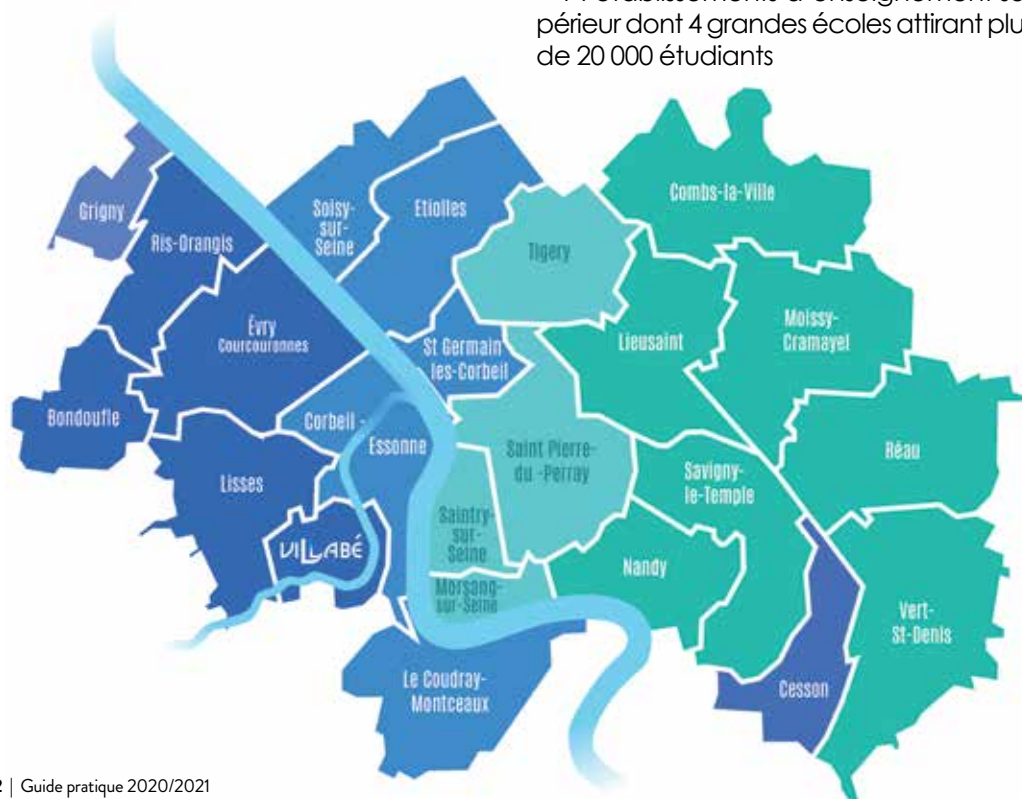 périeur dont 4 grandes écoles attirant plu
de 20 000 étudiants
Combs-la-Ville
Grigny
Soisy-
sur-
Seine
Etiolles
Ris-Orangis
Tigery
Évry
Courcouronnes
St Germain
les-Corbeil
Lieusaint
Moissy-
Cramayel
Bondoufle
Corbeil -
Essonne
Saint Pierre-
du -Perray
Réau
Lisses
Savigny-
le-Temple
Saintry-
sur-
Seine
VILLABÉ
Nandy
Morsang-
sur-Seine
Vert-
St-Denis
Le Coudray-
Montceaux
Cesson
2 | Guide pratique 2020/2021